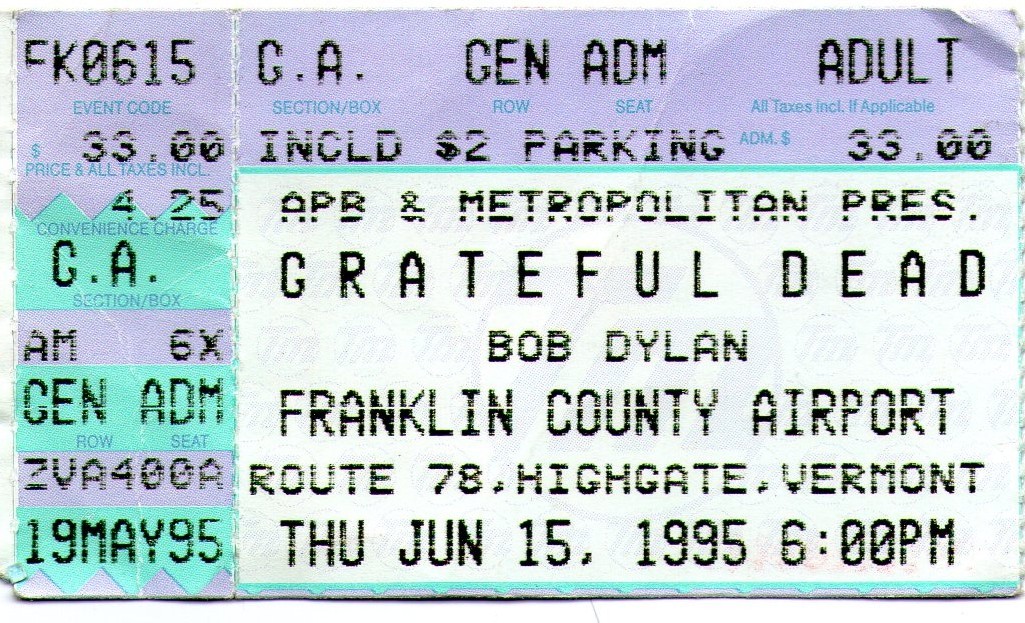 FK0615
EVENT CODE
$ 33.00
PRICE & ALL TAXES INCL.
4.25
CONVENIENCE CHARGE
G.A.
SECTION/BOX
AM 6X
GEN ADM
ROW SEAT
ZVA400A
19MAY95
G.A. GEN ADM ADULT
SECTION/BOX ROW SEAT All Taxes Incl. If Applicable
INCLD $2 PARKING ADM. $ 33.00
APB & METROPOLITAN PRES.
GRATEFUL DEAD
BOB DYLAN
FRANKLIN COUNTY AIRPORT
ROUTE 78,HIGHGATE,VERMONT
THU JUN 15, 1995 6:00PM